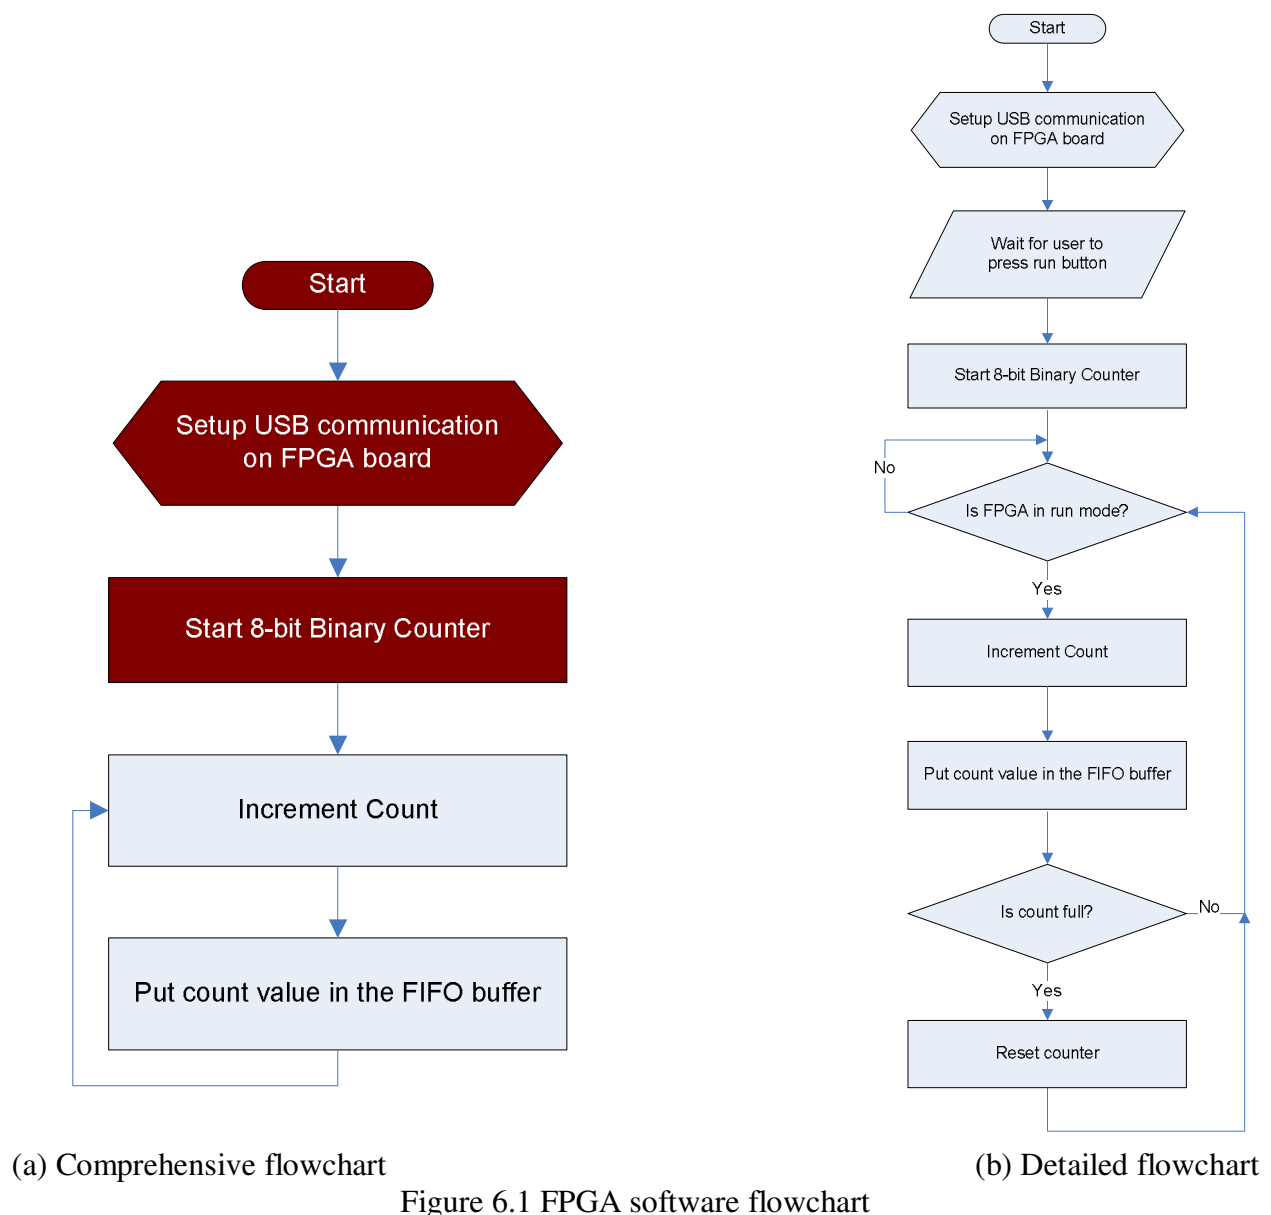 Start
Setup USB communication
on FPGA board
Start 8-bit Binary Counter
Increment Count
Put count value in the FIFO buffer
(a) Comprehensive flowchart
Start
Setup USB communication
on FPGA board
Wait for user to
press run button
Start 8-bit Binary Counter
No
Is FPGA in run mode?
Yes
Increment Count
Put count value in the FIFO buffer
Is count full?
No
Yes
Reset counter
(b) Detailed flowchart
Figure 6.1 FPGA software flowchart